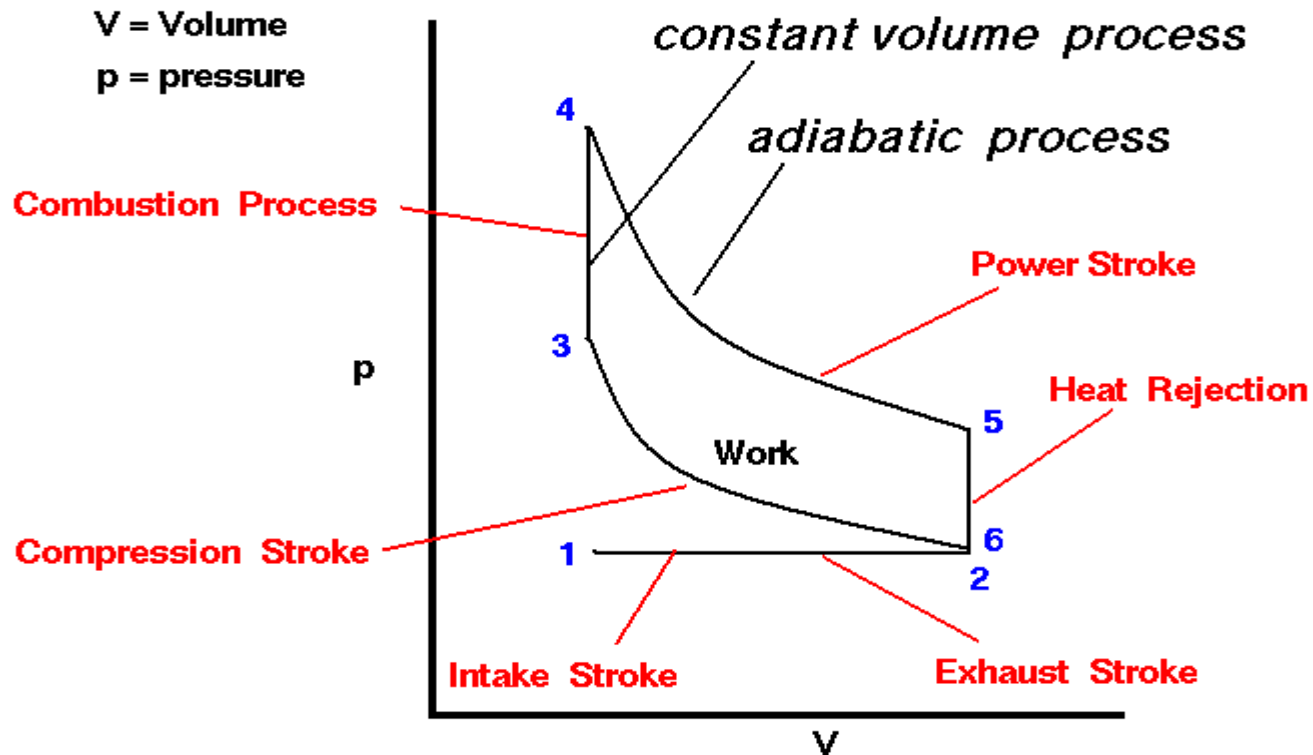 V = Volume
p = pressure
constant volume process
adiabatic process
4
Combustion Process
Power Stroke
3
p
Heat Rejection
5
Work
6
Compression Stroke
1
2
Intake Stroke
Exhaust Stroke
V